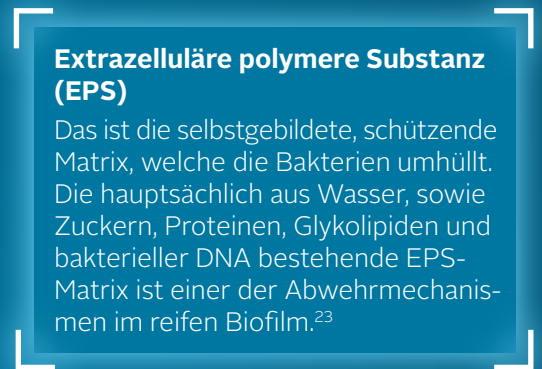 Extrazelluläre polymere Substanz
(EPS)
Das ist die selbstgebildete, schützende
Matrix, welche die Bakterien umhüllt.
Die hauptsächlich aus Wasser, sowie
Zuckern, Proteinen, Glykolipiden und
bakterieller DNA bestehende EPS-
Matrix ist einer der Abwehrmechanis-
men im reifen Biofilm.²³